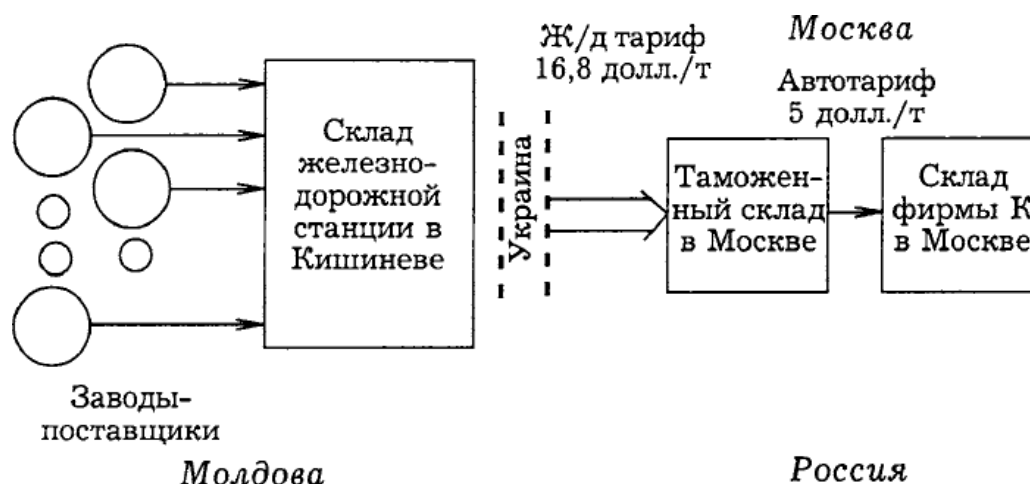 Ж/д тариф
16,8 долл./т
Москва
Автотариф
5 долл./т
Склад
железно-
дорожной
станции в
Кишиневе
Украина
Таможен-
ный склад
в Москве
Склад
фирмы К
в Москве
Заводы-
поставщики
Молдова
Россия